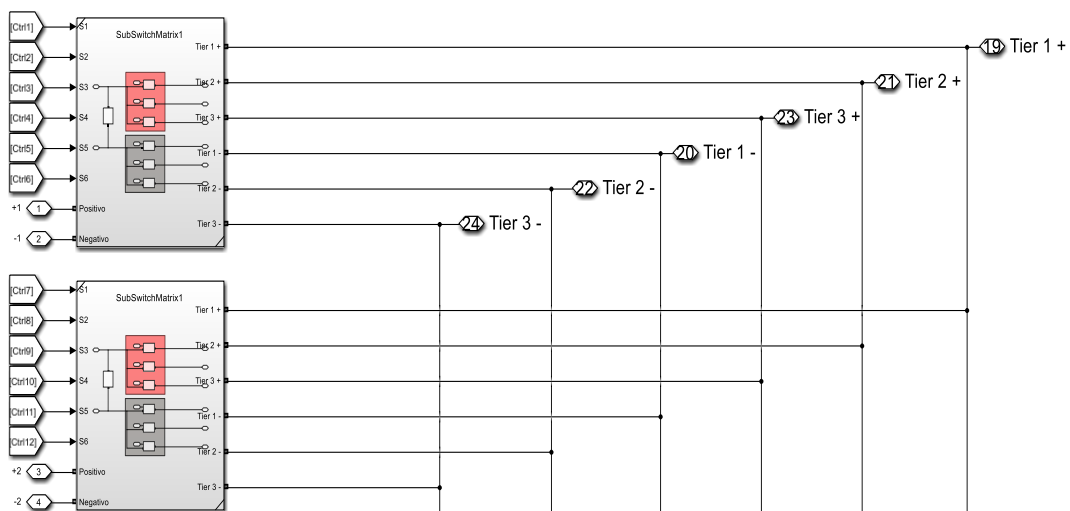 [Ctrl1] S1 SubSwitchMatrix1
Tier 1 + 19 Tier 1 +
[Ctrl2] S2
Tier 2 + 21 Tier 2 +
[Ctrl3] S3
Tier 3 + 23 Tier 3 +
[Ctrl4] S4
[Ctrl5] S5 Tier 1 - 20 Tier 1 -
[Ctrl6] S6
Tier 2 - 22 Tier 2 -
+1 1 Positivo
Tier 3 - 24 Tier 3 -
-1 2 Negativo
[Ctrl7] S1 SubSwitchMatrix1
Tier 1 +
[Ctrl8] S2
Tier 2 +
[Ctrl9] S3
Tier 3 +
[Ctrl10] S4
[Ctrl11] S5 Tier 1 -
[Ctrl12] S6
Tier 2 -
+2 3 Positivo
Tier 3 -
-2 4 Negativo